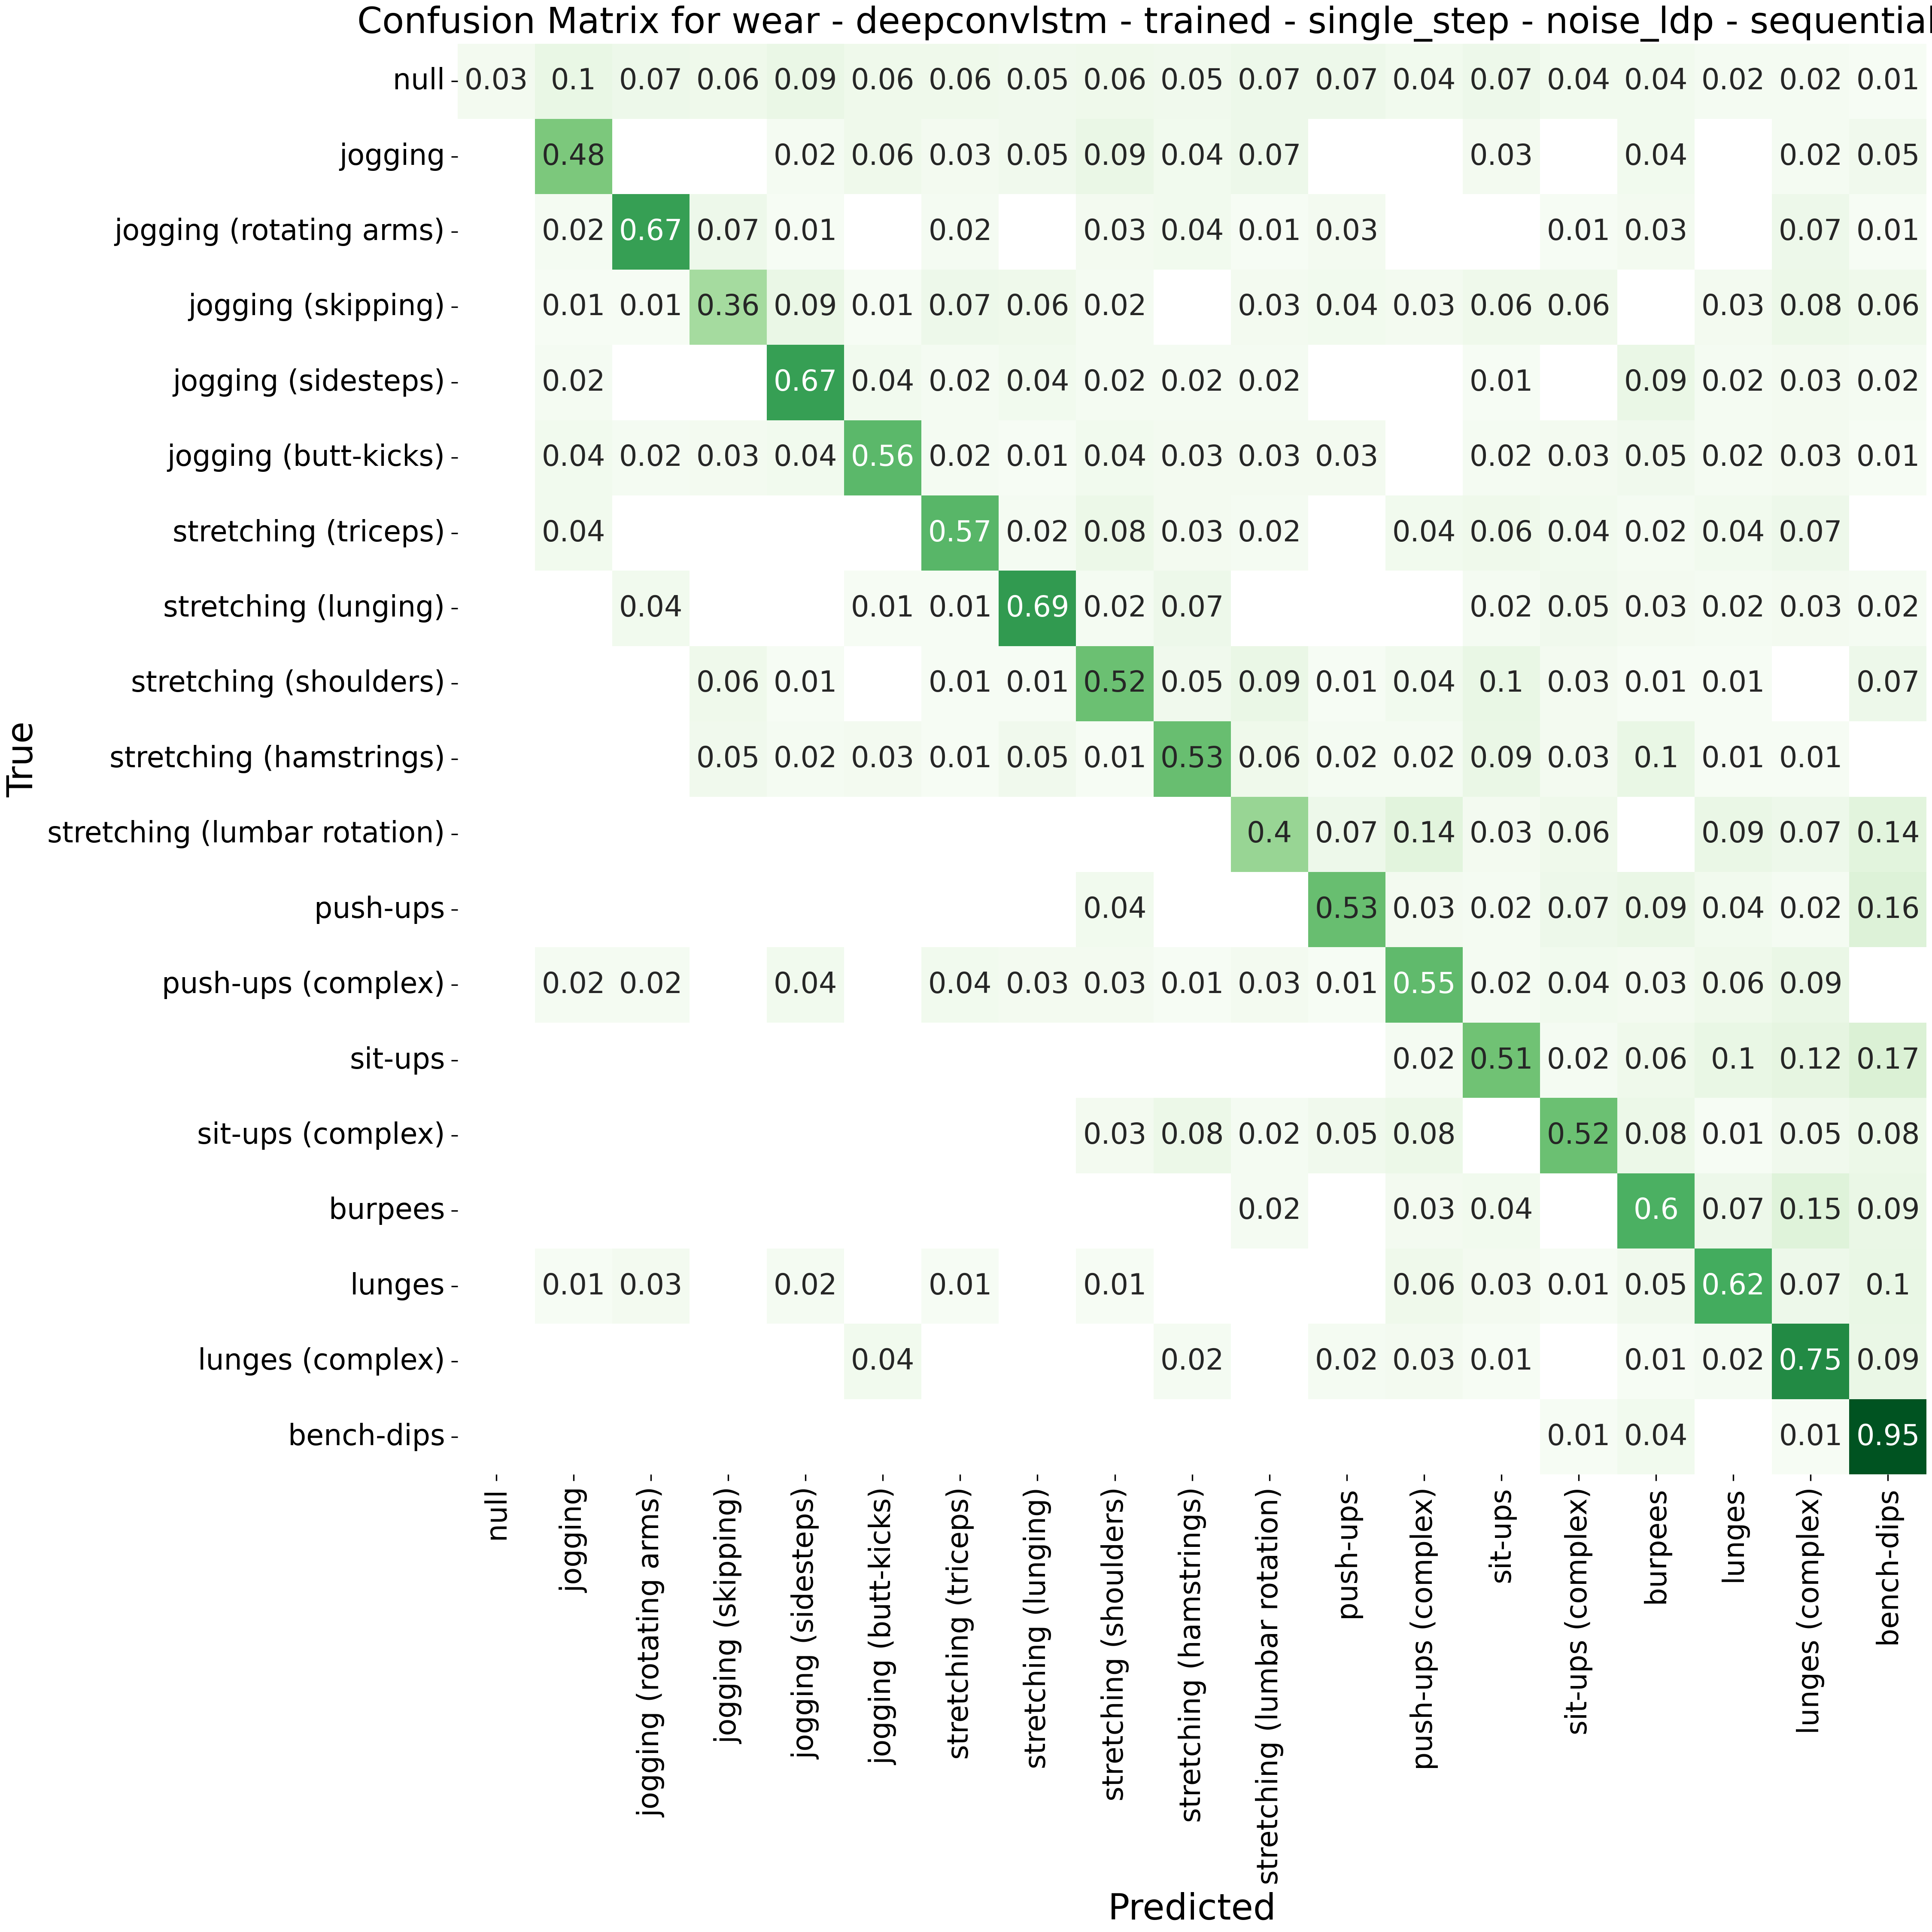 Confusion Matrix for wear - deepconvlstm - trained - single_step - noise_ldp - sequential
null 0.03 0.1 0.07 0.06 0.09 0.06 0.06 0.05 0.06 0.05 0.07 0.07 0.04 0.07 0.04 0.04 0.02 0.02 0.01
jogging 0.48 0.02 0.06 0.03 0.05 0.09 0.04 0.07 0.03 0.04 0.02 0.05
jogging (rotating arms) 0.02 0.67 0.07 0.01 0.02 0.03 0.04 0.01 0.03 0.01 0.03 0.07 0.01
jogging (skipping) 0.01 0.01 0.36 0.09 0.01 0.07 0.06 0.02 0.03 0.04 0.03 0.06 0.06 0.03 0.08 0.06
jogging (sidesteps) 0.02 0.67 0.04 0.02 0.04 0.02 0.02 0.02 0.01 0.09 0.02 0.03 0.02
jogging (butt-kicks) 0.04 0.02 0.03 0.04 0.56 0.02 0.01 0.04 0.03 0.03 0.03 0.02 0.03 0.05 0.02 0.03 0.01
stretching (triceps) 0.04 0.57 0.02 0.08 0.03 0.02 0.04 0.06 0.04 0.02 0.04 0.07
stretching (lunging) 0.04 0.01 0.01 0.69 0.02 0.07 0.02 0.05 0.03 0.02 0.03 0.02
stretching (shoulders) 0.06 0.01 0.01 0.01 0.52 0.05 0.09 0.01 0.04 0.1 0.03 0.01 0.01 0.07
stretching (hamstrings) 0.05 0.02 0.03 0.01 0.05 0.01 0.53 0.06 0.02 0.02 0.09 0.03 0.1 0.01 0.01
stretching (lumbar rotation) 0.4 0.07 0.14 0.03 0.06 0.09 0.07 0.14
push-ups 0.04 0.53 0.03 0.02 0.07 0.09 0.04 0.02 0.16
push-ups (complex) 0.02 0.02 0.04 0.04 0.03 0.03 0.01 0.03 0.01 0.55 0.02 0.04 0.03 0.06 0.09
sit-ups 0.02 0.51 0.02 0.06 0.1 0.12 0.17
sit-ups (complex) 0.03 0.08 0.02 0.05 0.08 0.52 0.08 0.01 0.05 0.08
burpees 0.02 0.03 0.04 0.6 0.07 0.15 0.09
lunges 0.01 0.03 0.02 0.01 0.01 0.06 0.03 0.01 0.05 0.62 0.07 0.1
lunges (complex) 0.04 0.02 0.02 0.03 0.01 0.01 0.02 0.75 0.09
bench-dips 0.01 0.04 0.01 0.95
True
null
jogging
jogging (rotating arms)
jogging (skipping)
jogging (sidesteps)
jogging (butt-kicks)
stretching (triceps)
stretching (lunging)
stretching (shoulders)
stretching (hamstrings)
stretching (lumbar rotation)
push-ups
push-ups (complex)
sit-ups
sit-ups (complex)
burpees
lunges
lunges (complex)
bench-dips
Predicted